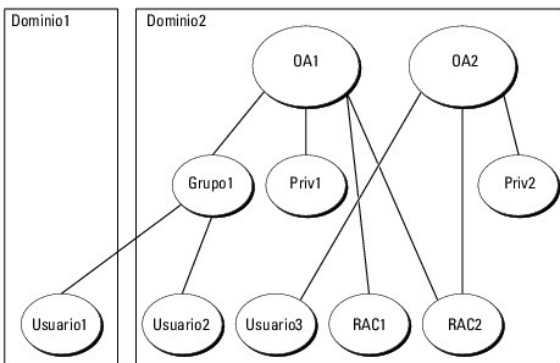 Dominio1
Dominio2
OA1
OA2
Grupo1
Priv1
Priv2
Usuario1
Usuario2
Usuario3
RAC1
RAC2